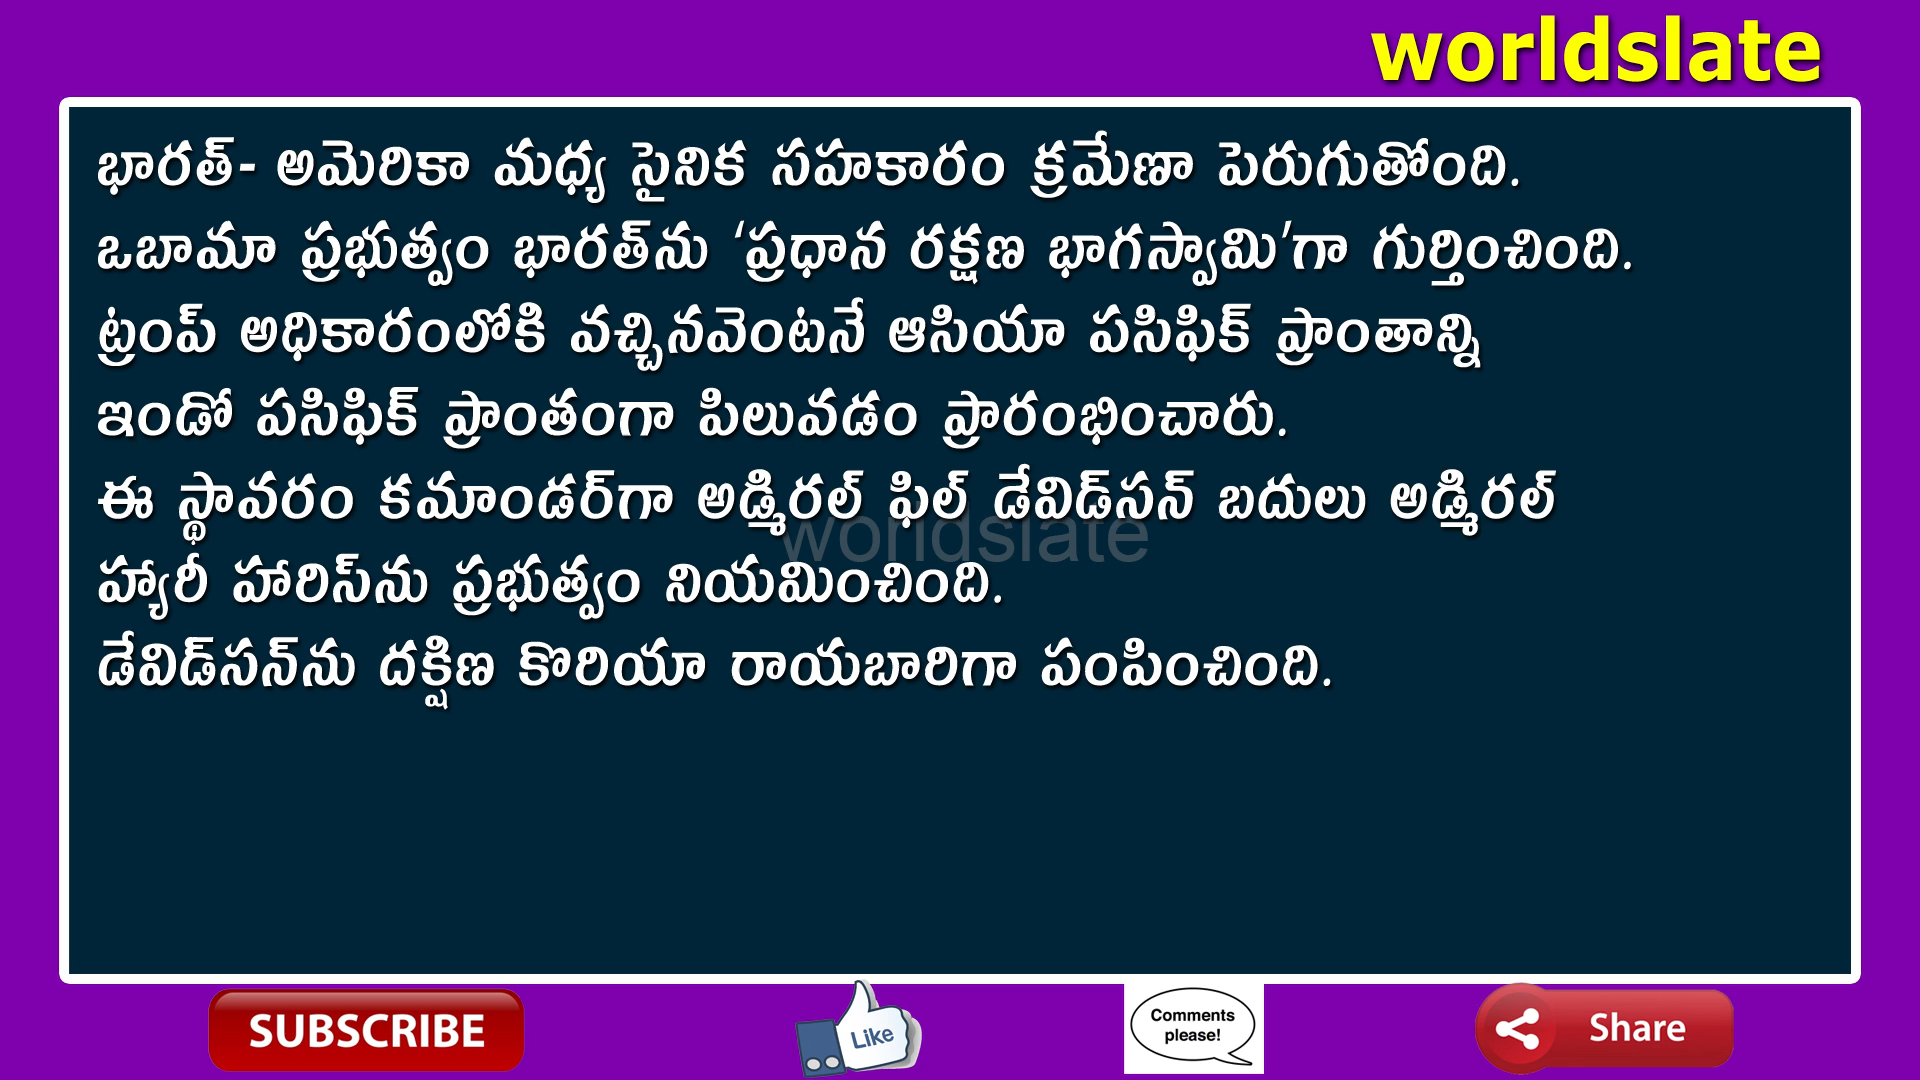 worldslate
భారత్- అమెరికా మధ్య సైనిక సహకారం క్రమేణా పెరుగుతోంది.
ఒబామా ప్రభుత్వం భారత్‌ను ‘ప్రధాన రక్షణ భాగస్వామి’గా గుర్తించింది.
ట్రంప్ అధికారంలోకి వచ్చినవెంటనే ఆసియా పసిఫిక్ ప్రాంతాన్ని
ఇండో పసిఫిక్ ప్రాంతంగా పిలువడం ప్రారంభించారు.
ఈ స్థావరం కమాండర్‌గా అడ్మిరల్ ఫిల్ డేవిడ్‌సన్ బదులు అడ్మిరల్
worldslate
హ్యారీ హారిస్‌ను ప్రభుత్వం నియమించింది.
డేవిడ్‌సన్‌ను దక్షిణ కొరియా రాయబారిగా పంపించింది.
SUBSCRIBE
Like
Comments
please!
Share